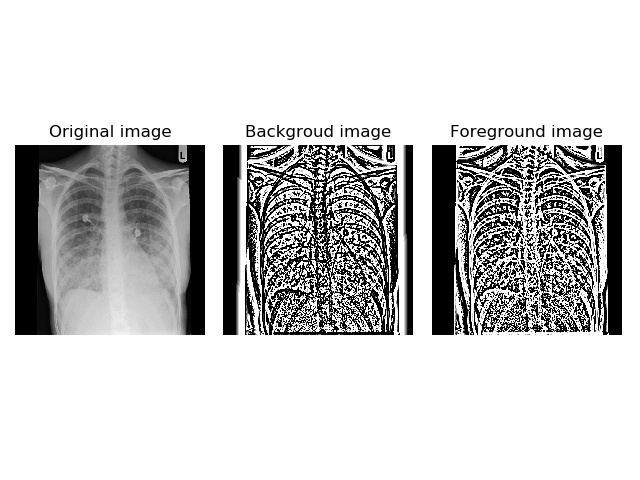 Original image
Backgroud image
Foreground image
L
L
L